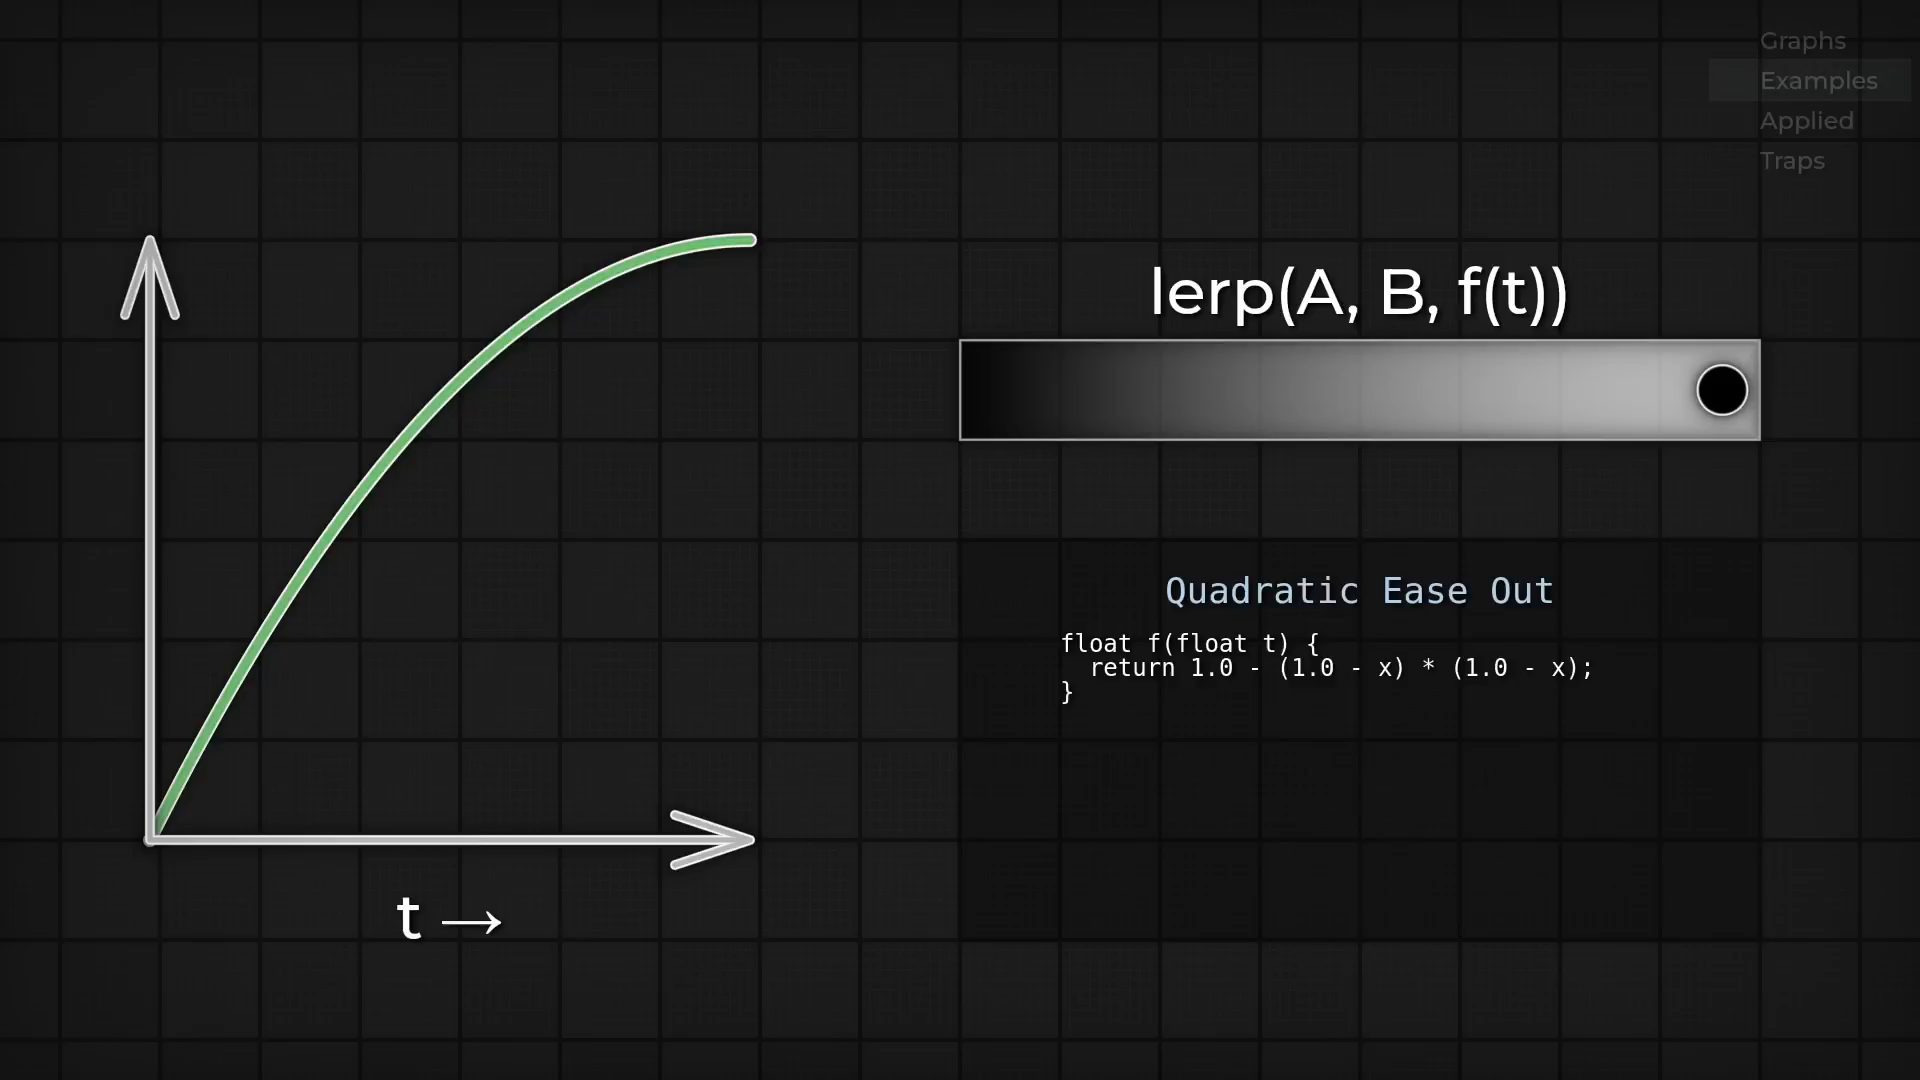 Graphs
Examples
Applied
Traps
lerp(A, B, f(t))
Quadratic Ease Out
float f(float t) {
  return 1.0 - (1.0 - x) * (1.0 - x);
}
t →